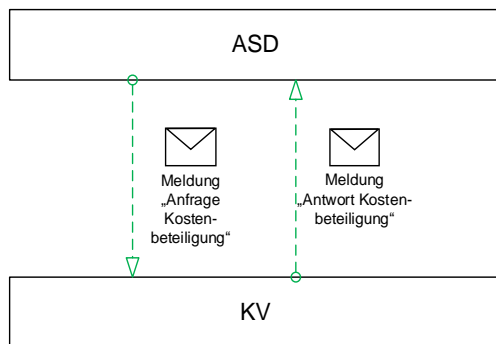 ASD
Meldung
„Anfrage
Kosten-
beteiligung“
Meldung
„Antwort Kosten-
beteiligung“
KV